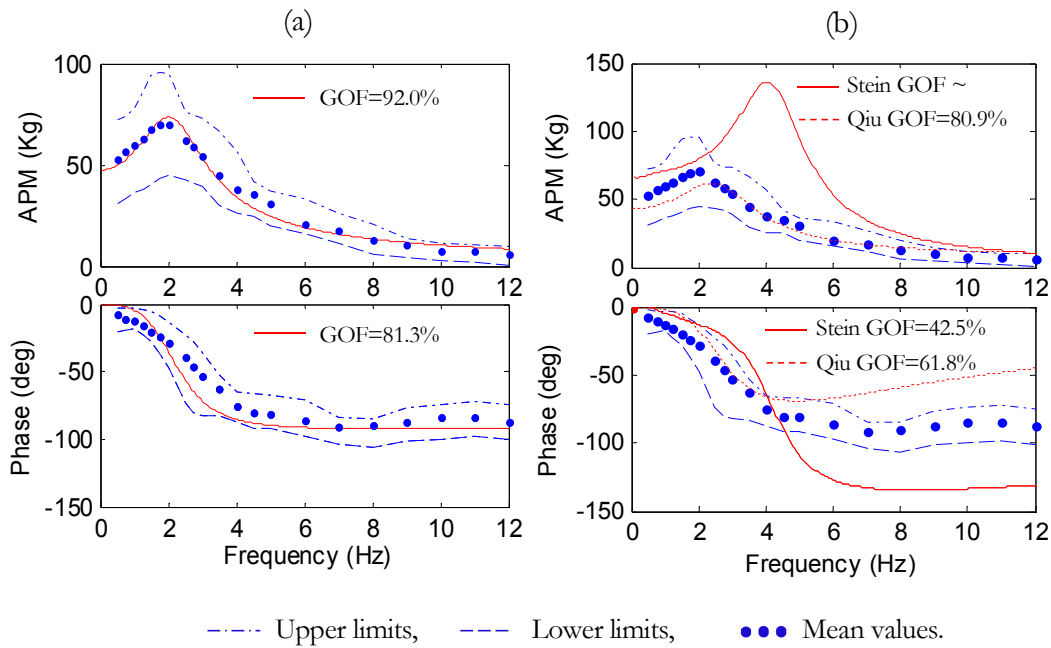 (a)
(b)
APM (Kg)
100
50
0
GOF=92.0%
0 2 4 6 8 10 12
APM (Kg)
150
100
50
0
Stein GOF ~
Qiu GOF=80.9%
0 2 4 6 8 10 12
Phase (deg)
0
-50
-100
-150
GOF=81.3%
0 2 4 6 8 10 12
Frequency (Hz)
Phase (deg)
0
-50
-100
-150
Stein GOF=42.5%
Qiu GOF=61.8%
0 2 4 6 8 10 12
Frequency (Hz)
Upper limits, Lower limits, Mean values.